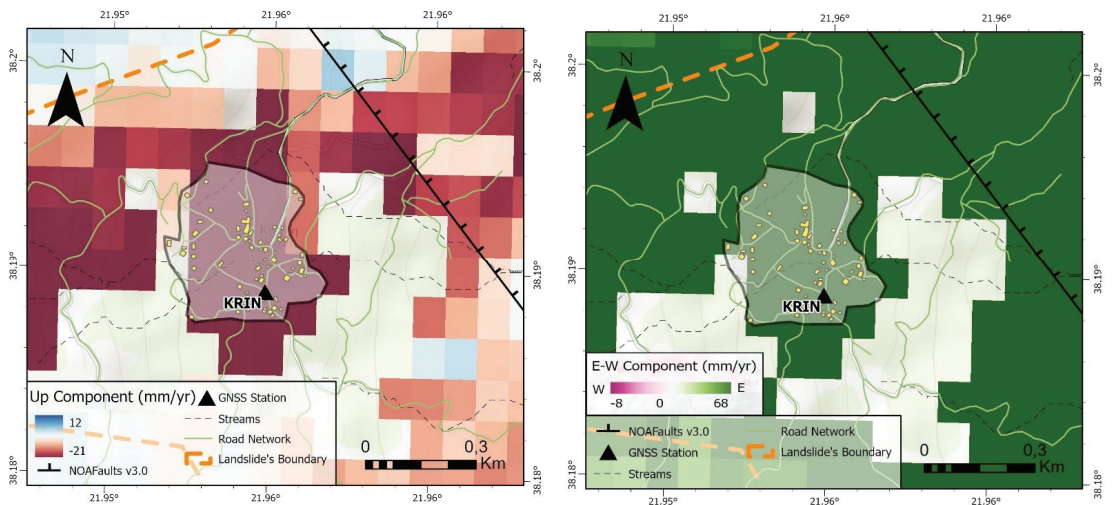 21.95° 21.96° 21.96°
38.2° 38.2°
N
KRIN
38.19° 38.19°
Up Component (mm/yr)
12
-21
NOAFaults v3.0
GNSS Station
Streams
Road Network
Landslide's Boundary
0 0,3
Km
38.18° 38.18°
21.95° 21.96° 21.96°
21.95° 21.96° 21.96°
38.2° 38.2°
N
KRIN
38.19° 38.19°
E-W Component (mm/yr)
W E
-8 0 68
NOAFaults v3.0
GNSS Station
Streams
Road Network
Landslide's Boundary
0 0,3
Km
38.18° 38.18°
21.95° 21.96° 21.96°